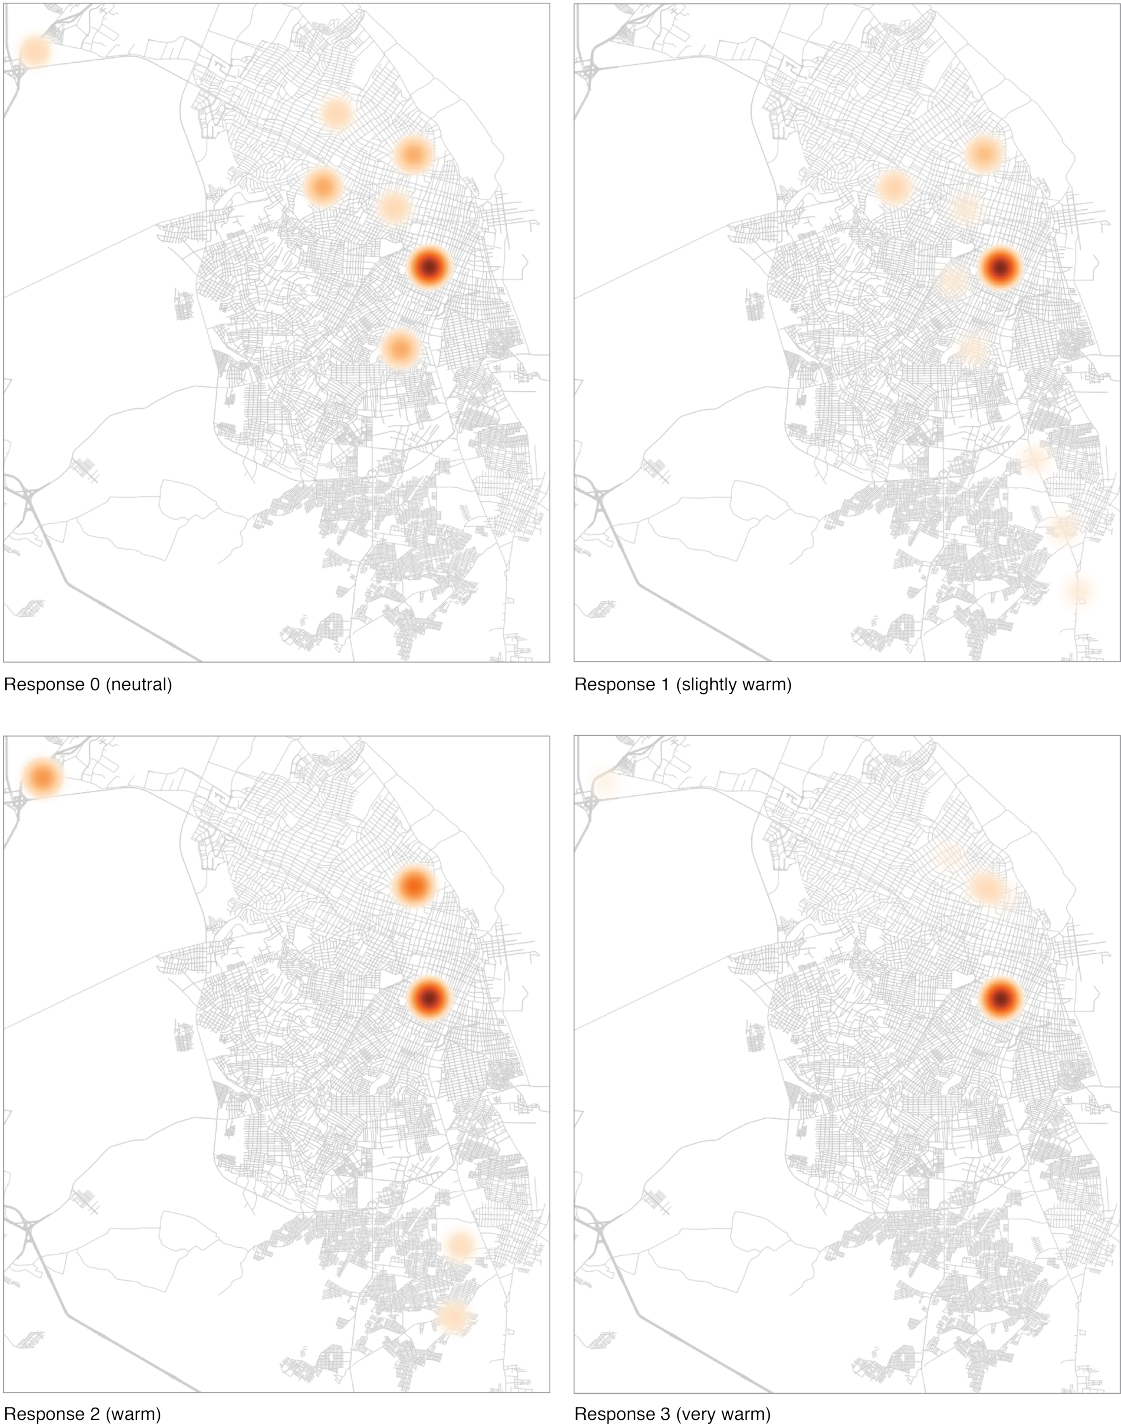 Response 0 (neutral)
Response 1 (slightly warm)
Response 2 (warm)
Response 3 (very warm)